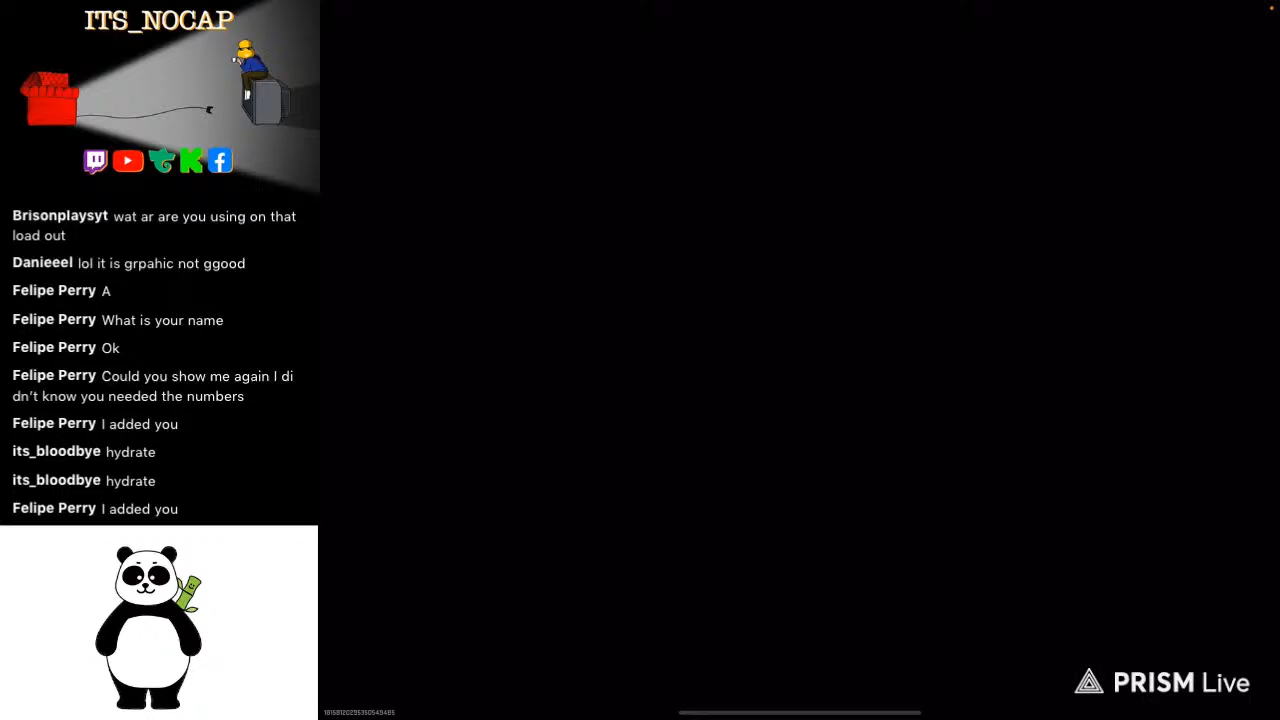 ITS_NOCAP
Brisonplaysyt wat ar are you using on that
load out
Danieeel lol it is grpahic not ggood
Felipe Perry A
Felipe Perry What is your name
Felipe Perry Ok
Felipe Perry Could you show me again I di
dn't know you needed the numbers
Felipe Perry I added you
its_bloodbye hydrate
its_bloodbye hydrate
Felipe Perry I added you
PRISM Live